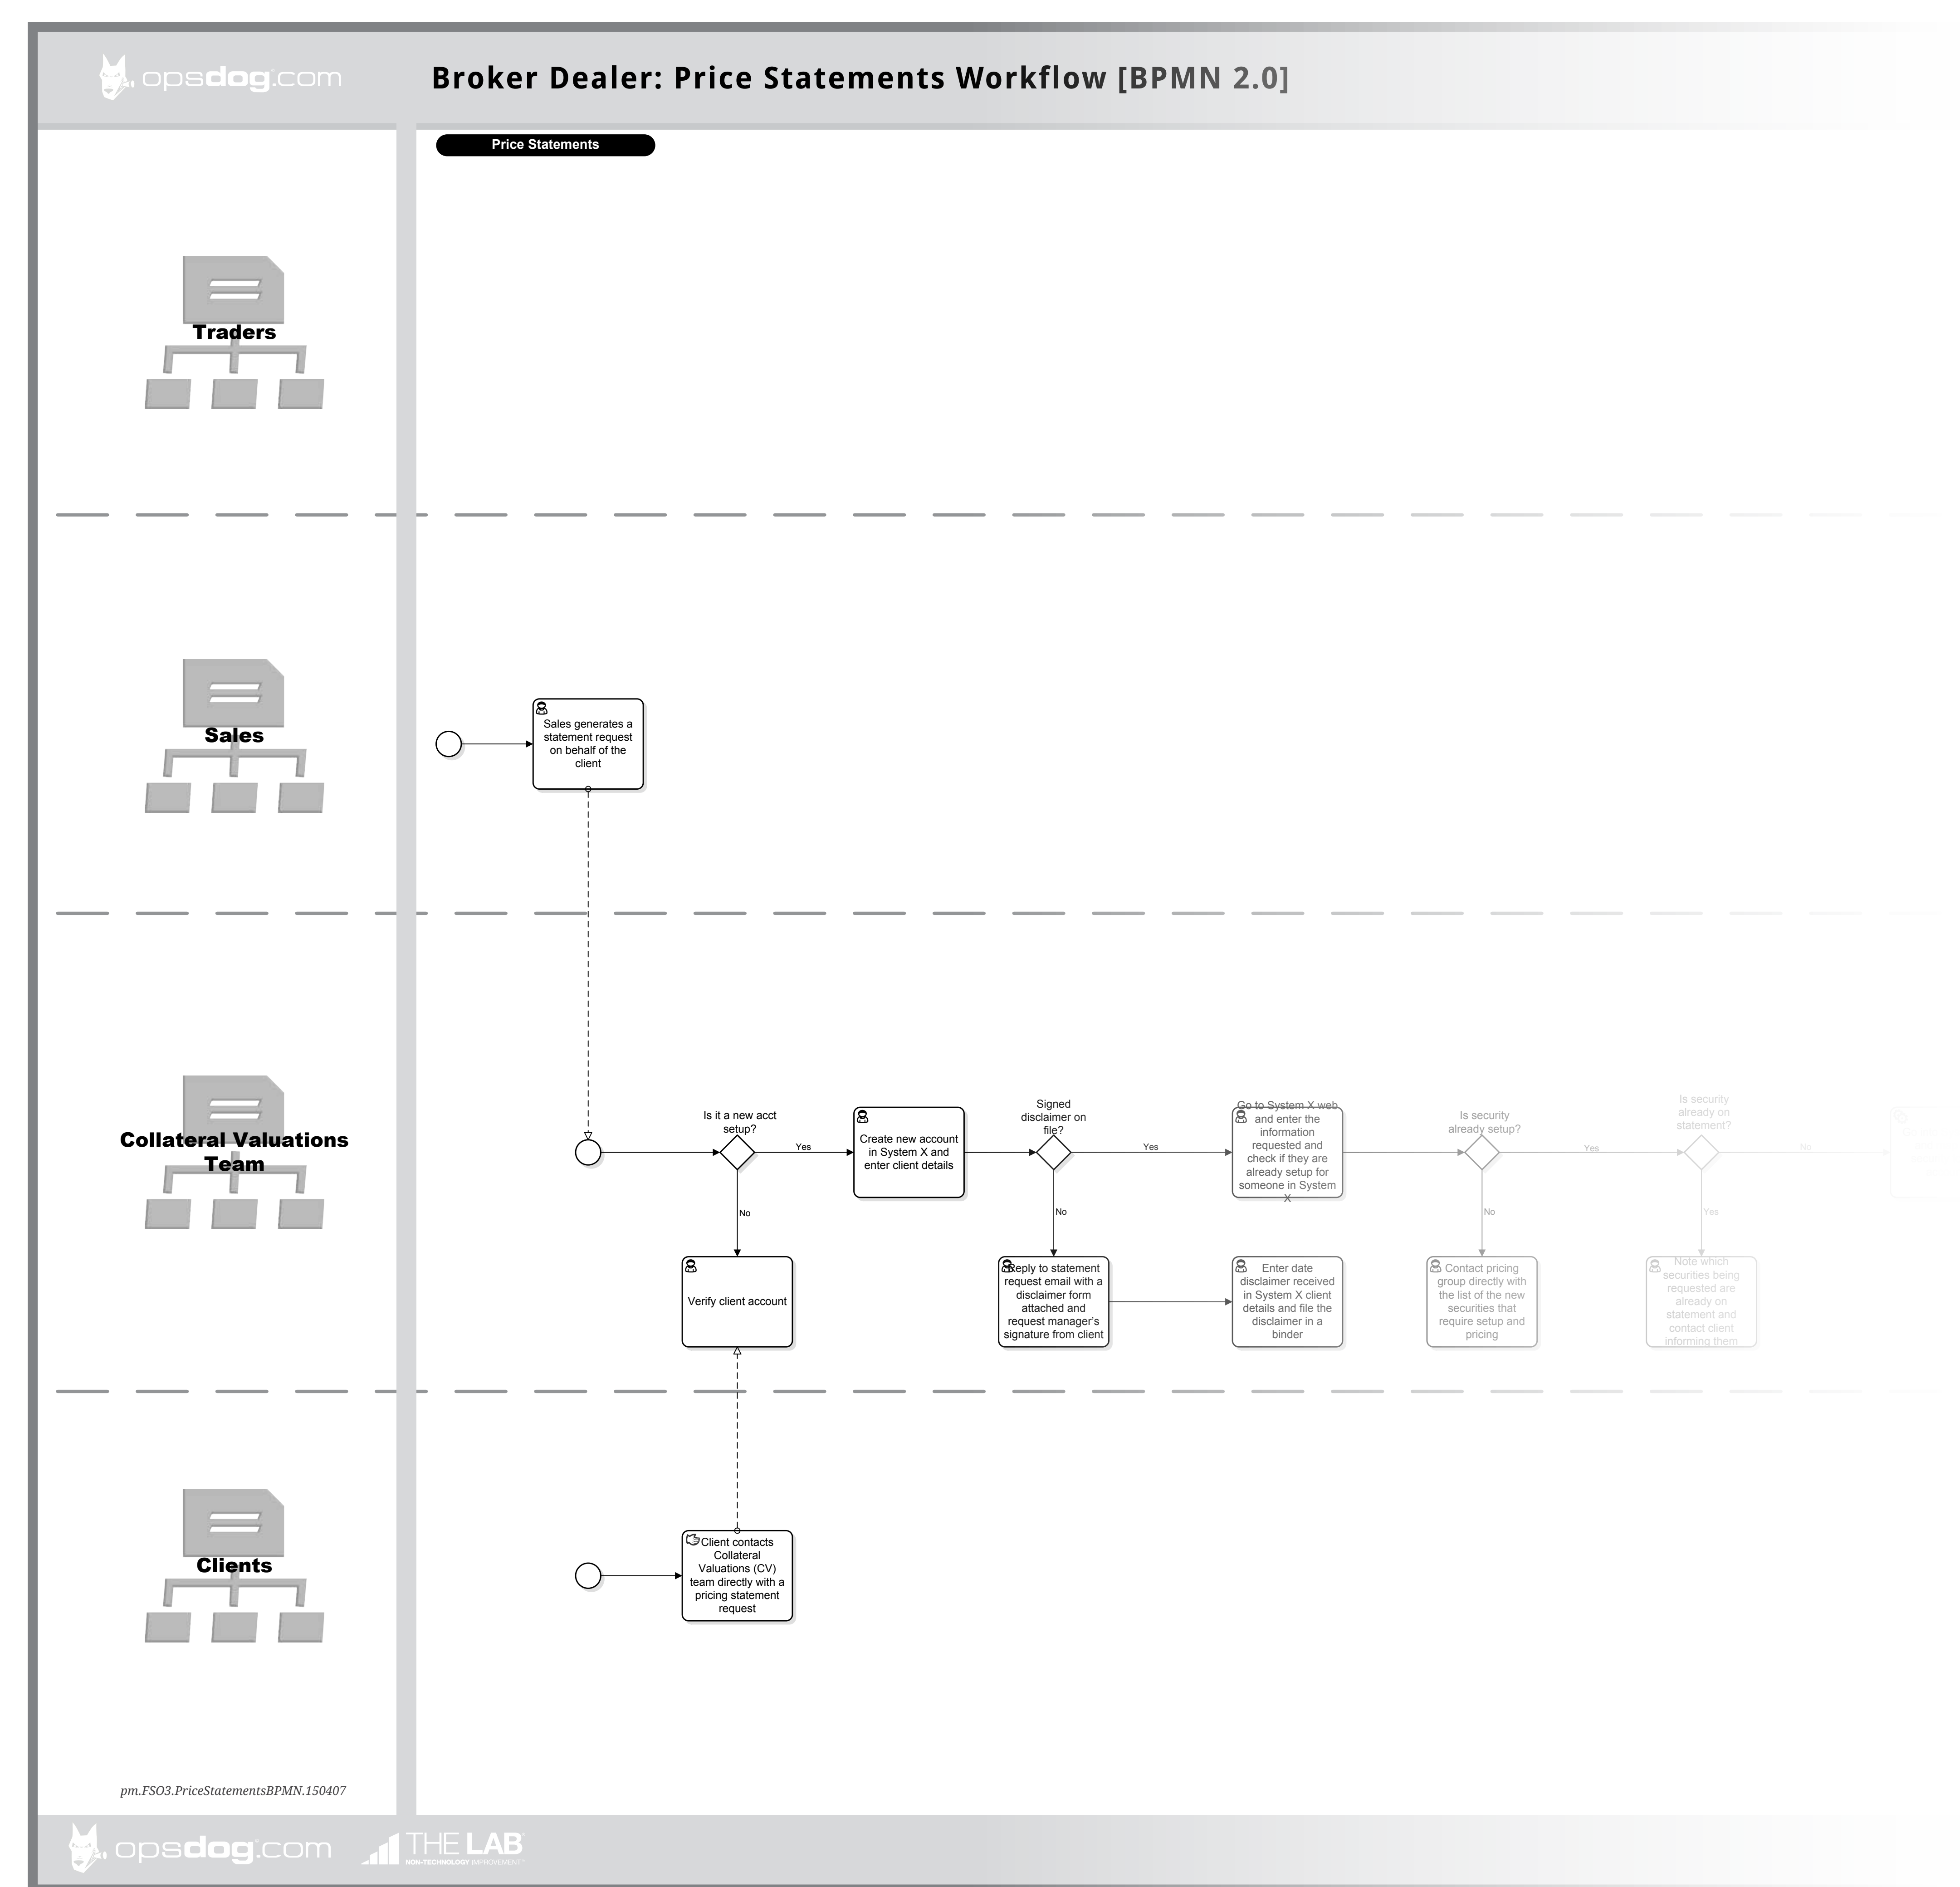 opsdog.com
Broker Dealer: Price Statements Workflow [BPMN 2.0]
Price Statements
Traders
Sales
Sales generates a
statement request
on behalf of the
client
Collateral Valuations
Team
Is it a new acct
setup?
Yes
No
Create new account
in System X and
enter client details
Signed
disclaimer on
file?
Yes
No
Go to System X web
and enter the
information
requested and
check if they are
already setup for
someone in System
X
Is security
already setup?
Yes
No
Is security
already on
statement?
No
Yes
Verify client account
Reply to statement
request email with a
disclaimer form
attached and
request manager's
signature from client
Enter date
disclaimer received
in System X client
details and file the
disclaimer in a
binder
Contact pricing
group directly with
the list of the new
securities that
require setup and
pricing
Note which
securities being
requested are
already on
statement and
contact client
informing them
Clients
Client contacts
Collateral
Valuations (CV)
team directly with a
pricing statement
request
pm.FSO3.PriceStatementsBPMN.150407
opsdog.com
THE LAB
NON-TECHNOLOGY IMPROVEMENT